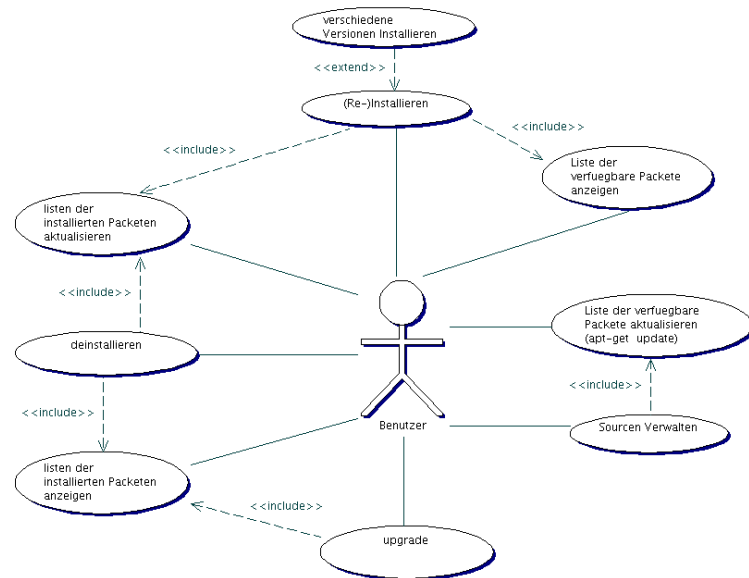 verschiedene
Versionen Installieren
<<extend>>
(Re-)Installieren
<<include>>
<<include>>
Liste der
verfuegbare Packete
anzeigen
listen der
installierten Packeten
aktualisieren
<<include>>
Liste der verfuegbare
Packete aktualisieren
(apt-get update)
deinstallieren
<<include>>
<<include>>
Benutzer
Sourcen Verwalten
listen der
installierten Packeten
anzeigen
<<include>>
upgrade